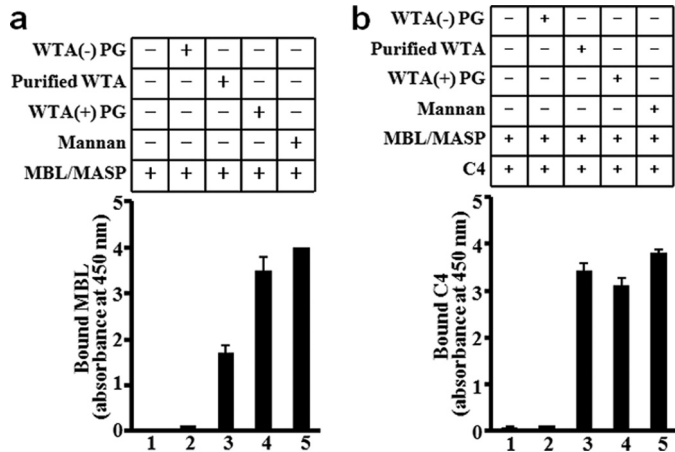 a
WTA(-) PG − + − − −
Purified WTA − − + − −
WTA(+) PG − − − + −
Mannan − − − − +
MBL/MASP + + + + +
Bound MBL
(absorbance at 450 nm)
5
4
3
2
1
0
1 2 3 4 5
b
WTA(-) PG − + − − −
Purified WTA − − + − −
WTA(+) PG − − − + −
Mannan − − − − +
MBL/MASP + + + + +
C4 + + + + +
Bound C4
(absorbance at 450 nm)
5
4
3
2
1
0
1 2 3 4 5